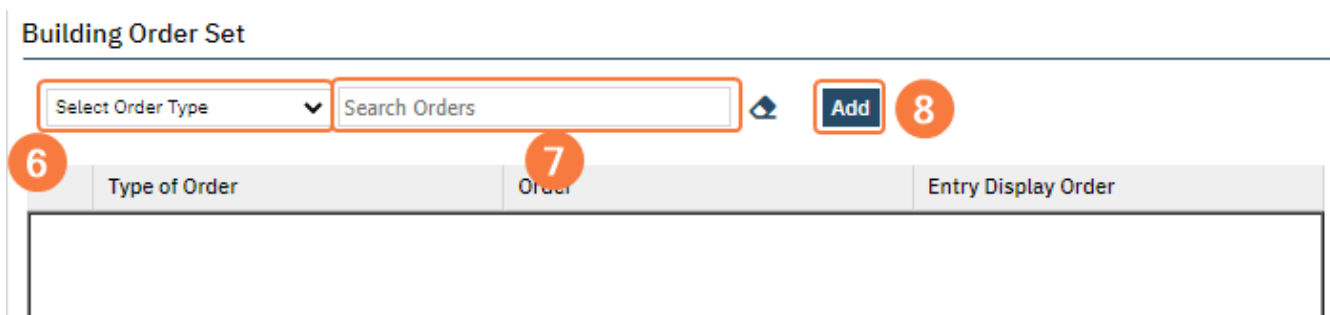 Building Order Set
Select Order Type Search Orders Add 8
6 7
Type of Order Order Entry Display Order